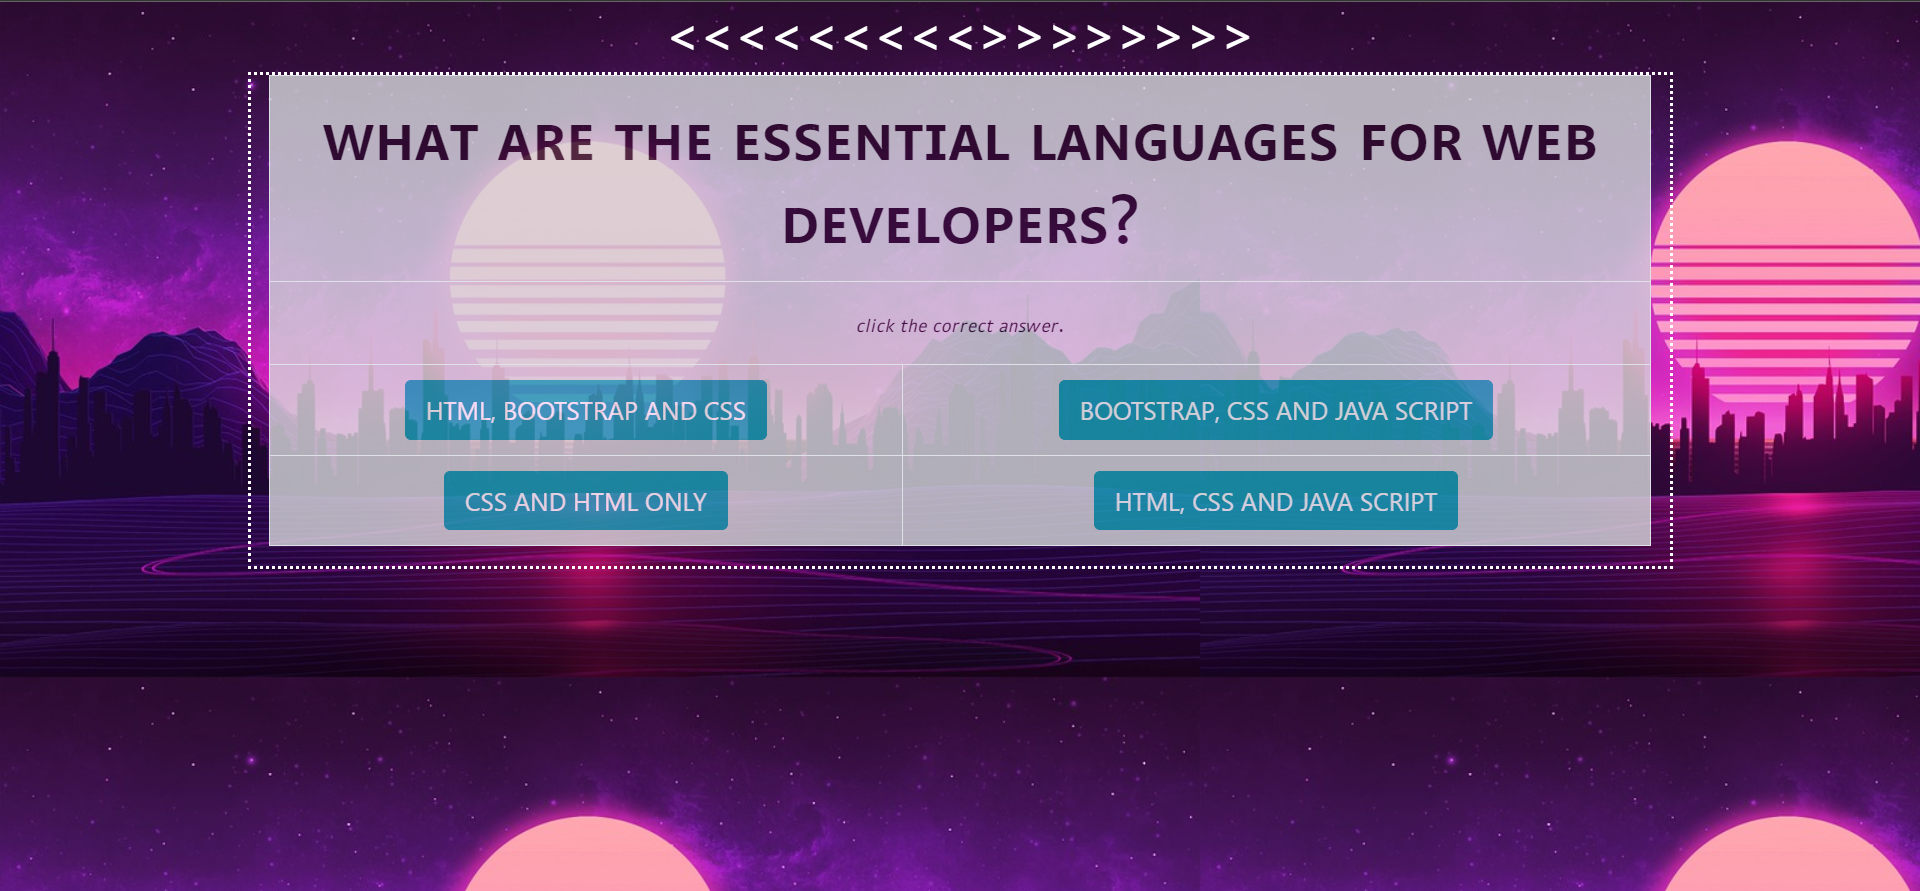 <<<<<<<<<>>>>>>>>
WHAT ARE THE ESSENTIAL LANGUAGES FOR WEB
DEVELOPERS?
click the correct answer.
HTML, BOOTSTRAP AND CSS
BOOTSTRAP, CSS AND JAVA SCRIPT
CSS AND HTML ONLY
HTML, CSS AND JAVA SCRIPT